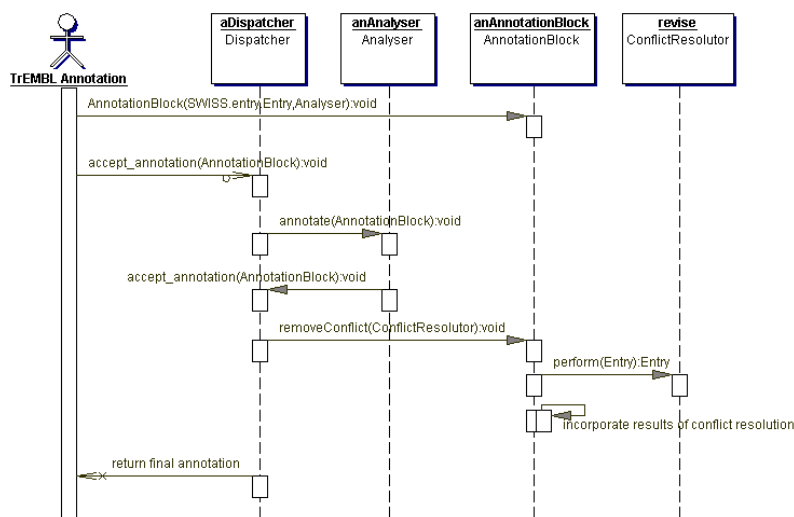 aDispatcher
Dispatcher
anAnalyser
Analyser
anAnnotationBlock
AnnotationBlock
revise
ConflictResolutor
TrEMBL Annotation
AnnotationBlock(SWISS.entry.Entry,Analyser):void
accept_annotation(AnnotationBlock):void
annotate(AnnotationBlock):void
accept_annotation(AnnotationBlock):void
removeConflict(ConflictResolutor):void
perform(Entry):Entry
incorporate results of conflict resolution
return final annotation